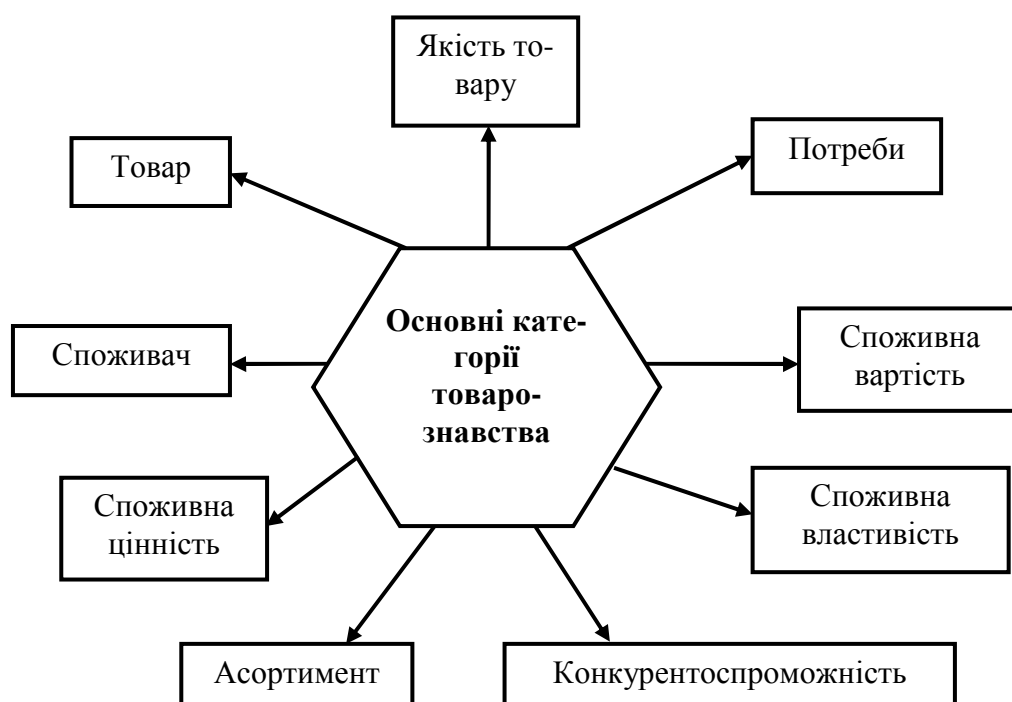 Якість то-
вару
Товар
Потреби
Основні кате-
горії
товаро-
знавства
Споживач
Споживна
вартість
Споживна
цінність
Споживна
властивість
Асортимент
Конкурентоспроможність